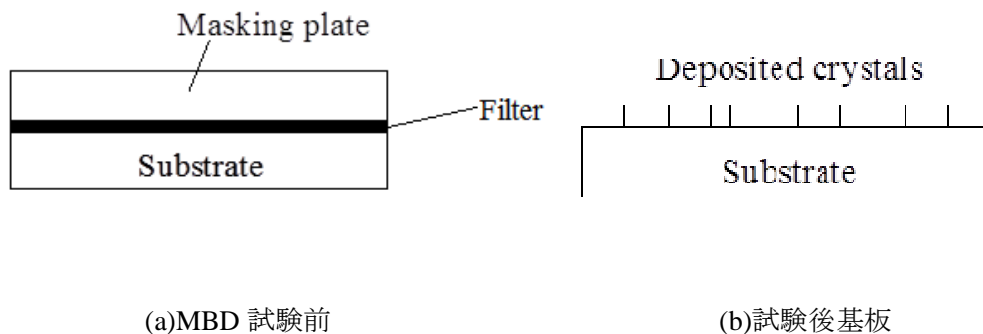 Masking plate
Filter
Substrate
Deposited crystals
Substrate
(a)MBD 試験前
(b)試験後基板